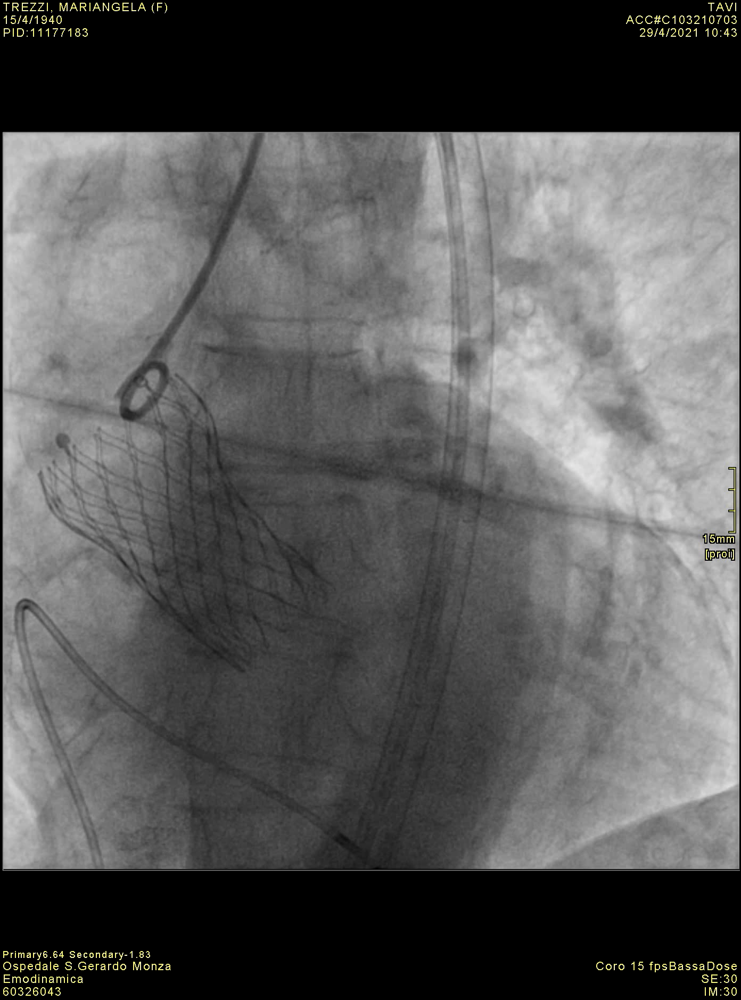 TREZZI, MARIANGELA (F)
15/4/1940
PID:11177183
TAVI
ACC#C103210703
29/4/2021 10:43
15mm
[proi]
Primary6.64 Secondary-1.83
Ospedale S.Gerardo Monza
Emodinamica
60326043
Coro 15 fpsBassaDose
SE:30
IM:30